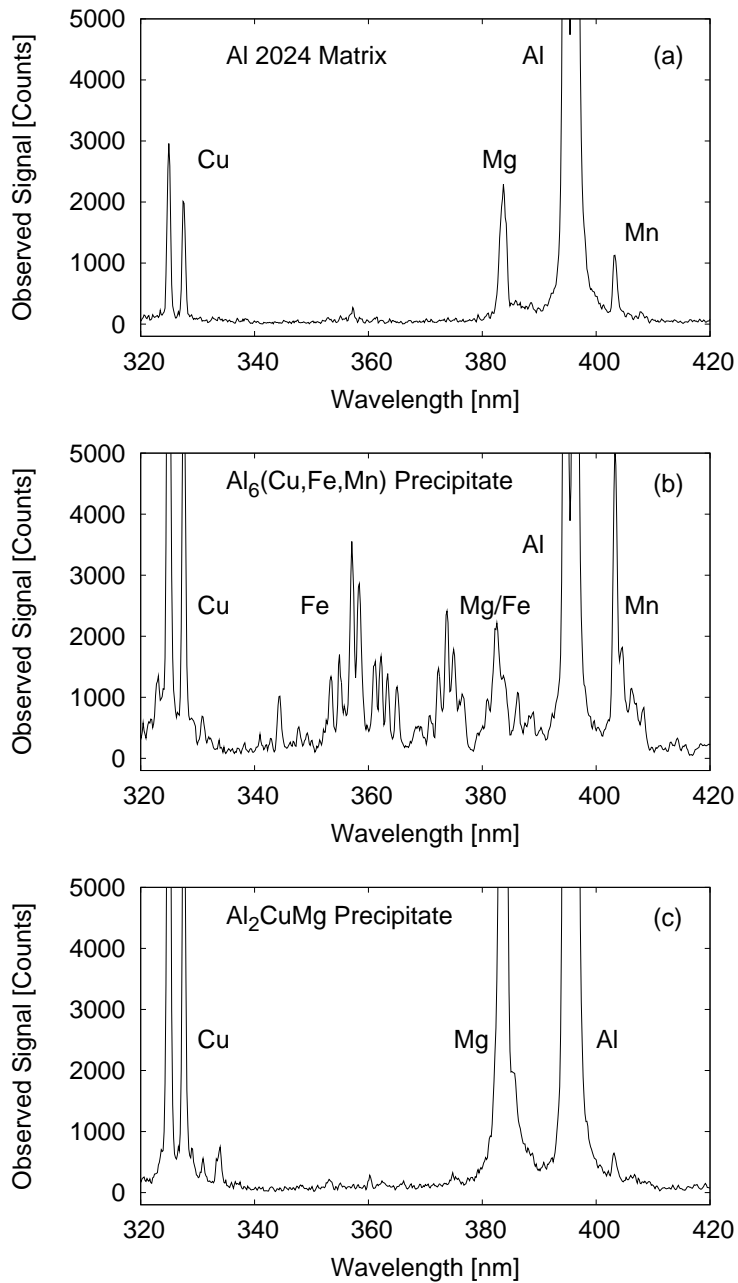 Al 2024 Matrix
Al
(a)
Cu
Mg
Mn
Observed Signal [Counts]
5000
4000
3000
2000
1000
0
320 340 360 380 400 420
Wavelength [nm]
Al6(Cu,Fe,Mn) Precipitate
(b)
Al
Cu
Fe
Mg/Fe
Mn
Observed Signal [Counts]
5000
4000
3000
2000
1000
0
320 340 360 380 400 420
Wavelength [nm]
Al2CuMg Precipitate
(c)
Cu
Mg
Al
Observed Signal [Counts]
5000
4000
3000
2000
1000
0
320 340 360 380 400 420
Wavelength [nm]